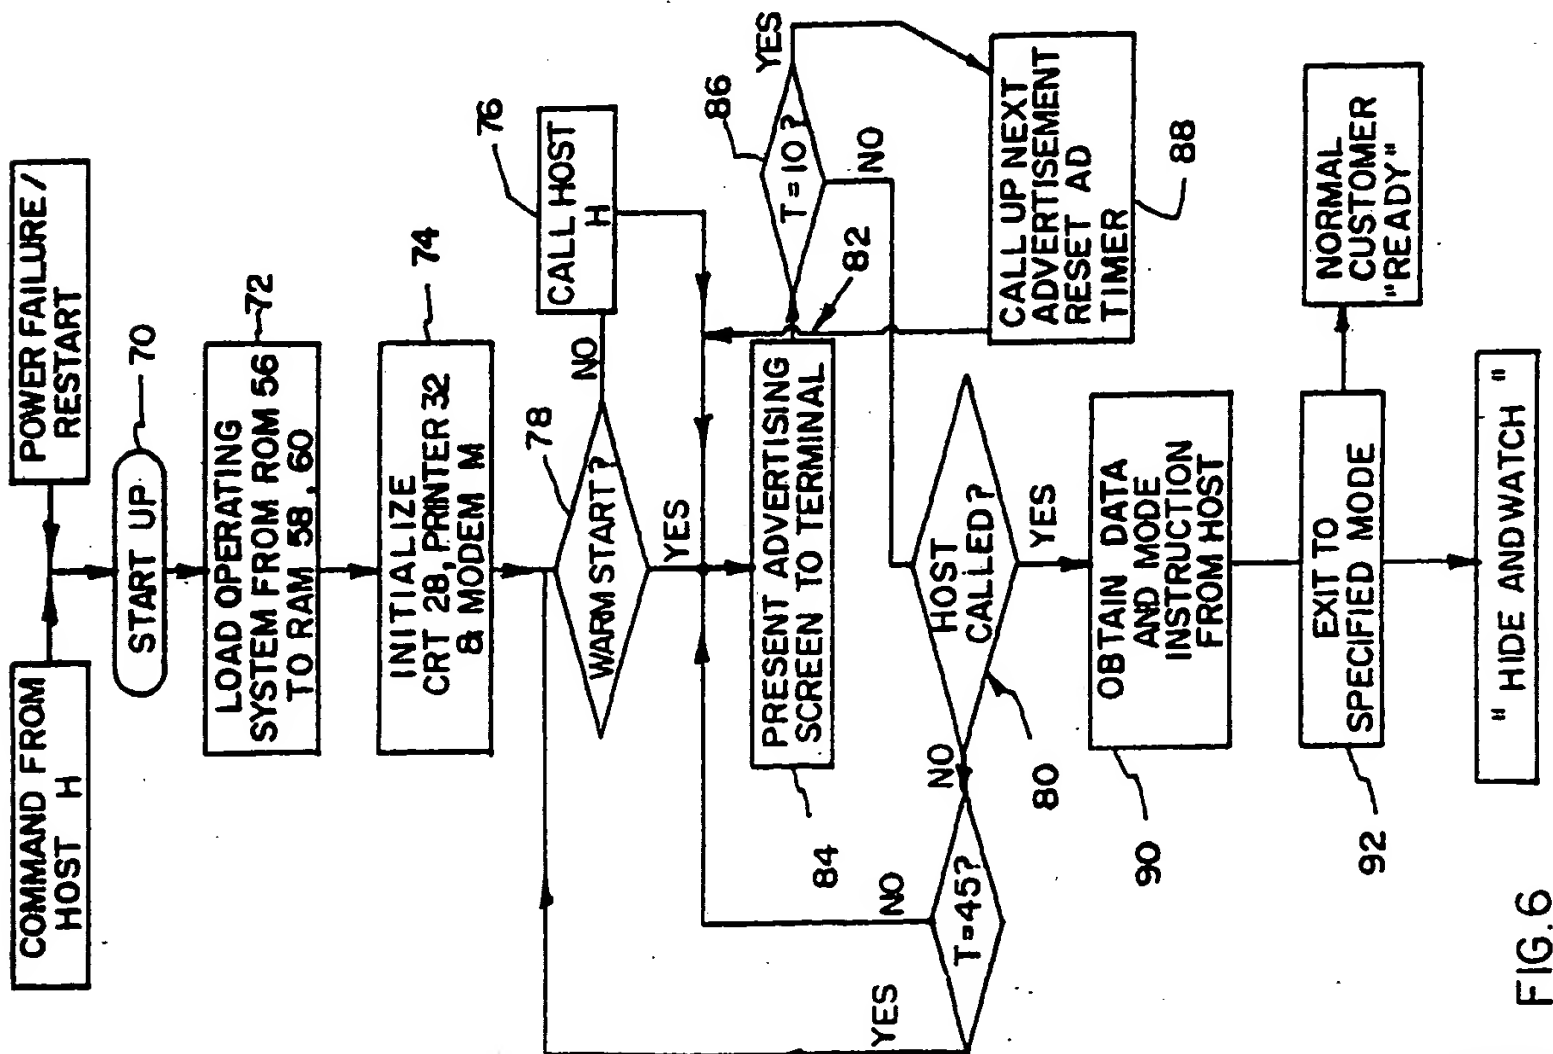 COMMAND FROM
HOST H
POWER FAILURE/
RESTART
START UP
70
LOAD OPERATING
SYSTEM FROM ROM 56
TO RAM 58, 60
72
INITIALIZE
CRT 28, PRINTER 32
& MODEM M
74
WARM START?
78
NO
CALL HOST
H
76
YES
PRESENT ADVERTISING
SCREEN TO TERMINAL
84
82
T=10?
86
YES
NO
CALL UP NEXT
ADVERTISEMENT
RESET AD
TIMER
88
HOST
CALLED?
80
NO
T=45?
NO
YES
YES
OBTAIN DATA
AND MODE
INSTRUCTION
FROM HOST
90
EXIT TO
SPECIFIED MODE
92
NORMAL
CUSTOMER
"READY"
" HIDE ANDWATCH "
FIG. 6